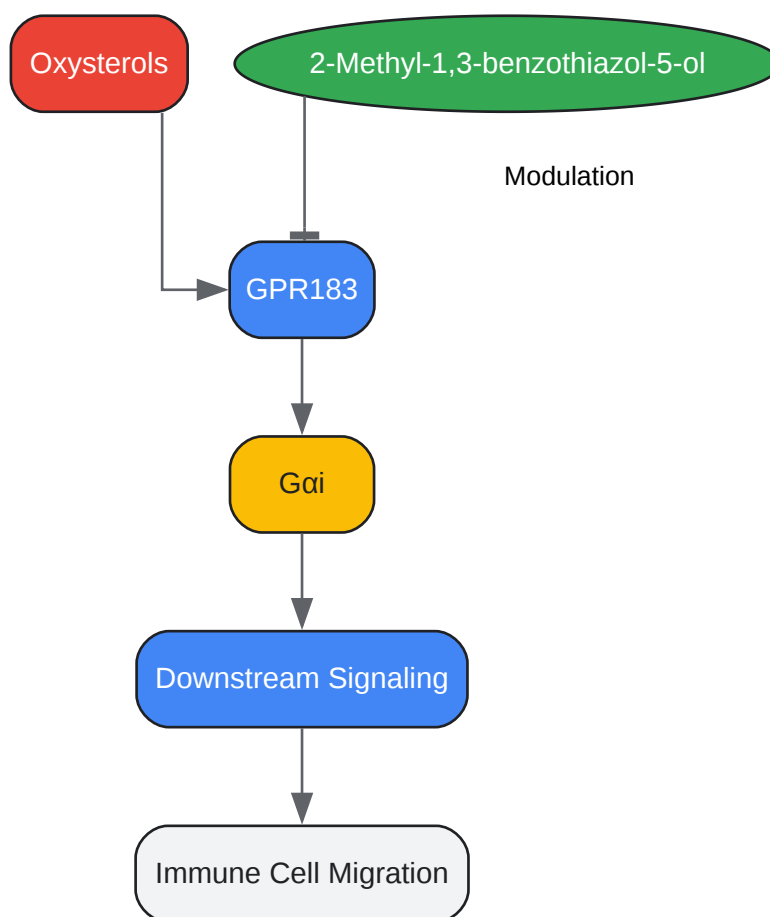 Oxysterols
2-Methyl-1,3-benzothiazol-5-ol
Modulation
GPR183
Gαi
Downstream Signaling
Immune Cell Migration